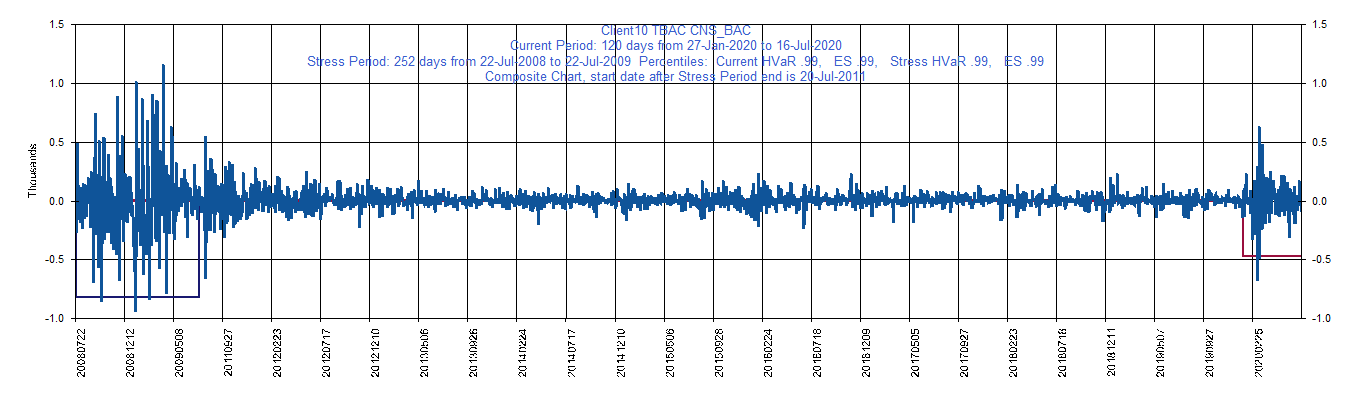 Client10 TBAC CNS_BAC
Current Period: 120 days from 27-Jan-2020 to 16-Jul-2020
Stress Period: 252 days from 22-Jul-2008 to 22-Jul-2009 Percentiles: Current HVaR .99, ES .99, Stress HVaR .99, ES .99
Composite Chart, start date after Stress Period end is 20-Jul-2011
1.5 1.5
1.0 1.0
0.5 0.5
Thousands
0.0 0.0
-0.5 -0.5
-1.0 -1.0
20080722 20081212 20090508 20110927 20120223 20120717 20121210 20130506 20130926 20140224 20140717 20141210 20150506 20150928 20160224 20160718 20161209 20170505 20170927 20180223 20180718 20181211 20190507 20190927 20200225